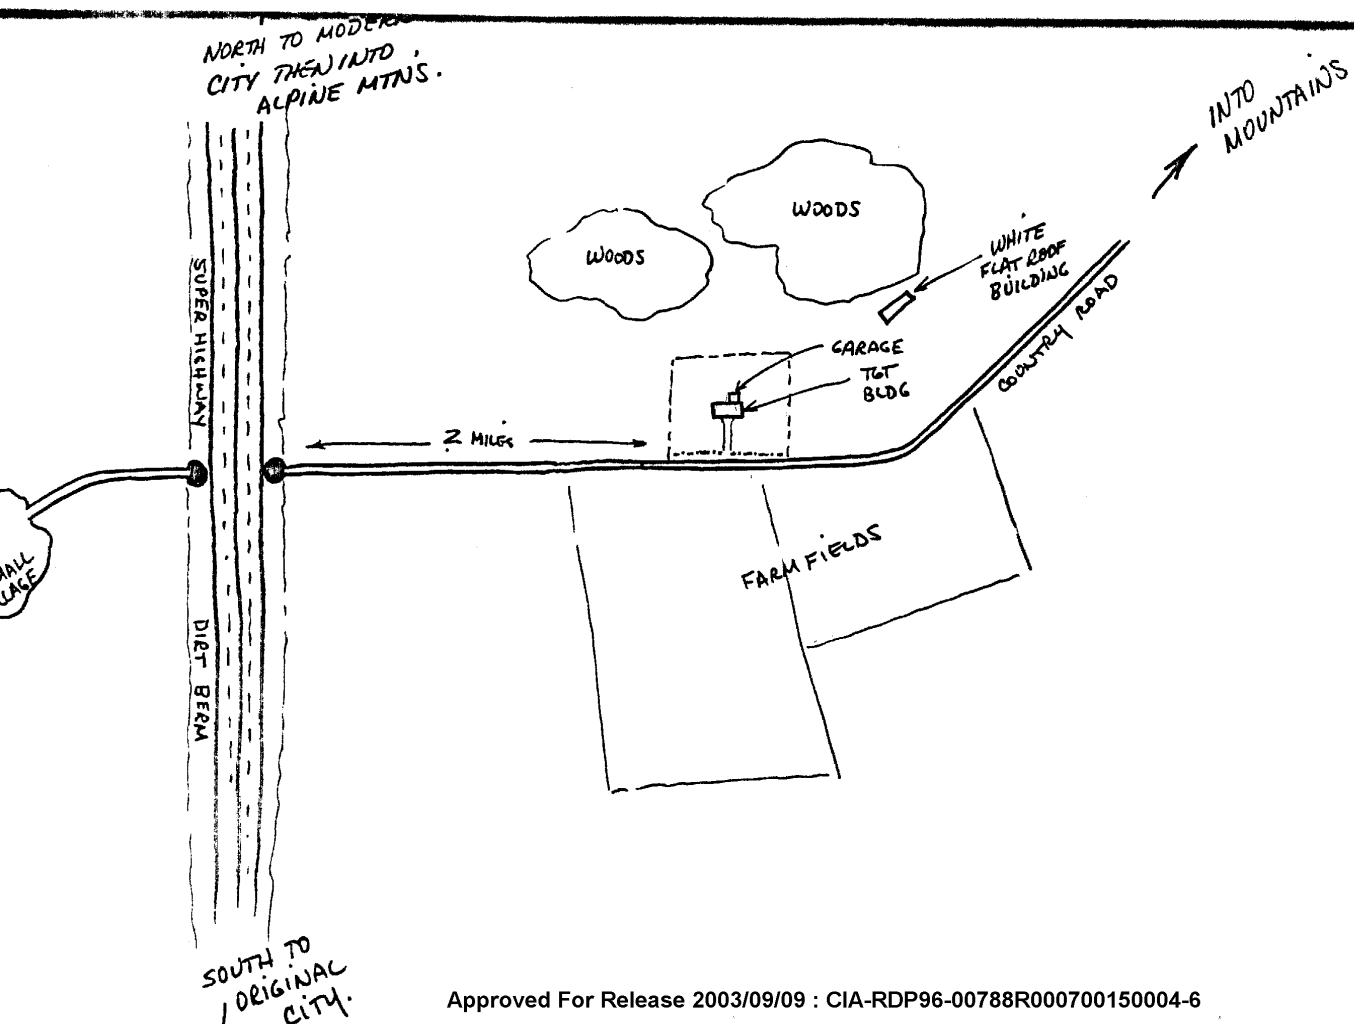 NORTH TO MODERN
CITY THEN INTO
ALPINE MTNS.
INTO
MOUNTAINS
WOODS
WOODS
WHITE
FLAT ROOF
BUILDING
COUNTRY ROAD
SUPER HIGHWAY
GARAGE
TGT
BLDG
2 MILES
FARM FIELDS
DIRT BERM
SOUTH TO
ORIGINAL
CITY.
Approved For Release 2003/09/09 : CIA-RDP96-00788R000700150004-6